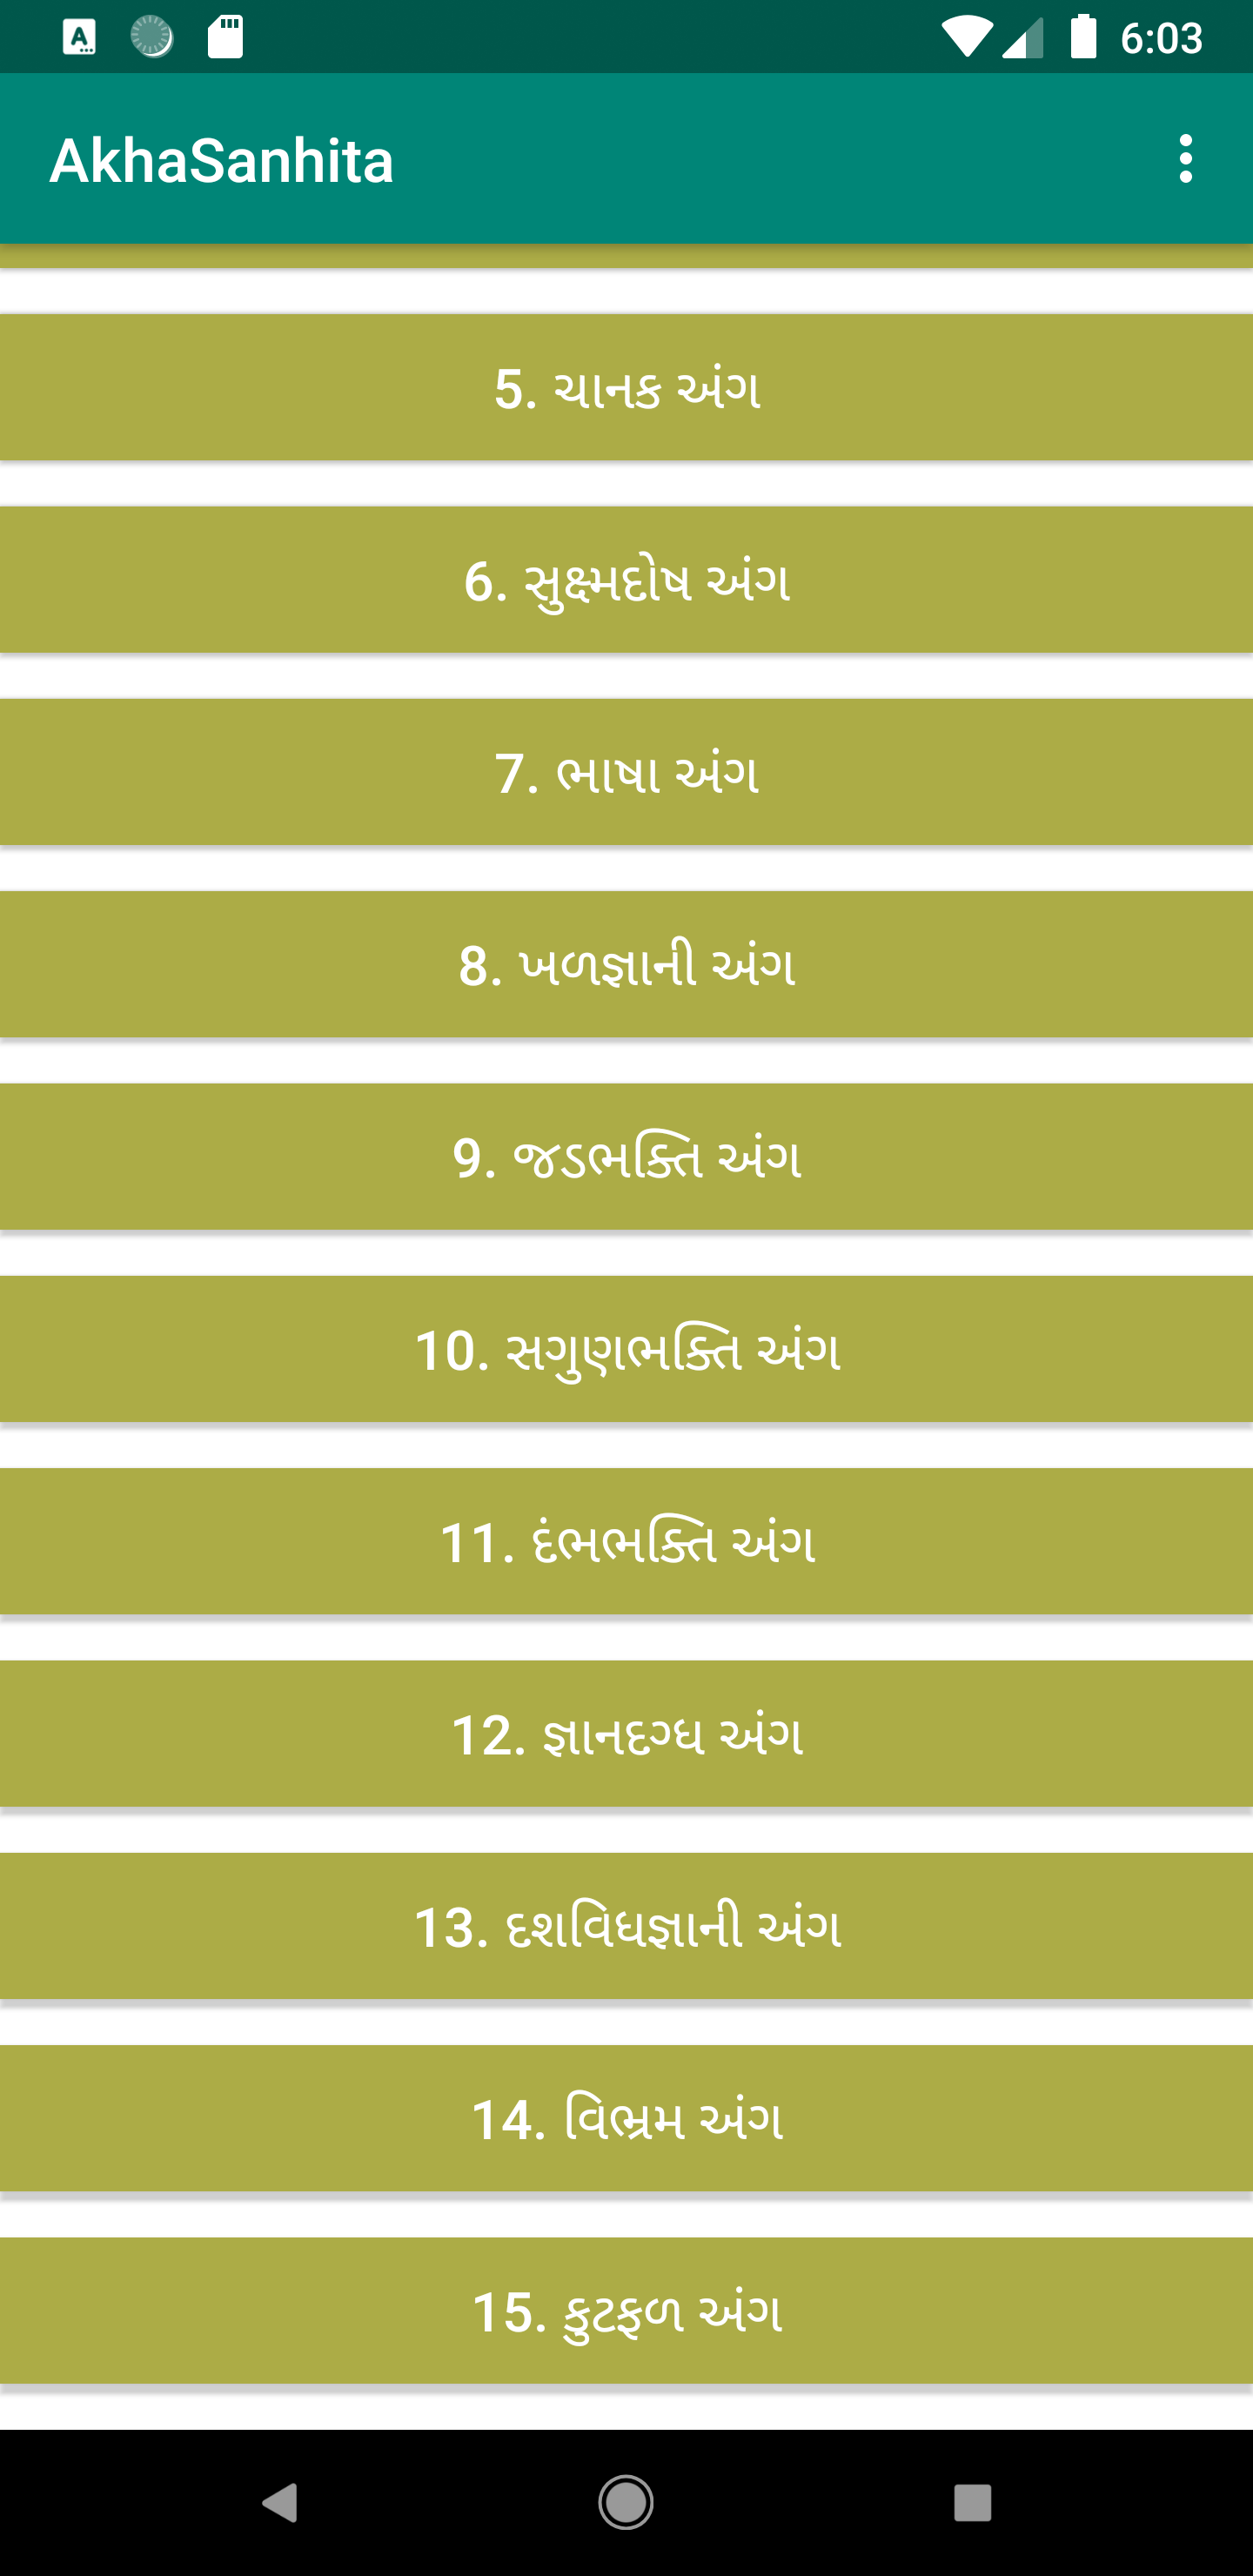 6:03
AkhaSanhita
5. ચાનક અંગ
6. સુક્ષ્મદોષ અંગ
7. ભાષા અંગ
8. ખળજ્ઞાની અંગ
9. જડભક્તિ અંગ
10. સગુણભક્તિ અંગ
11. દંભભક્તિ અંગ
12. જ્ઞાનદગ્ધ અંગ
13. દશવિધજ્ઞાની અંગ
14. વિભ્રમ અંગ
15. કુટફળ અંગ